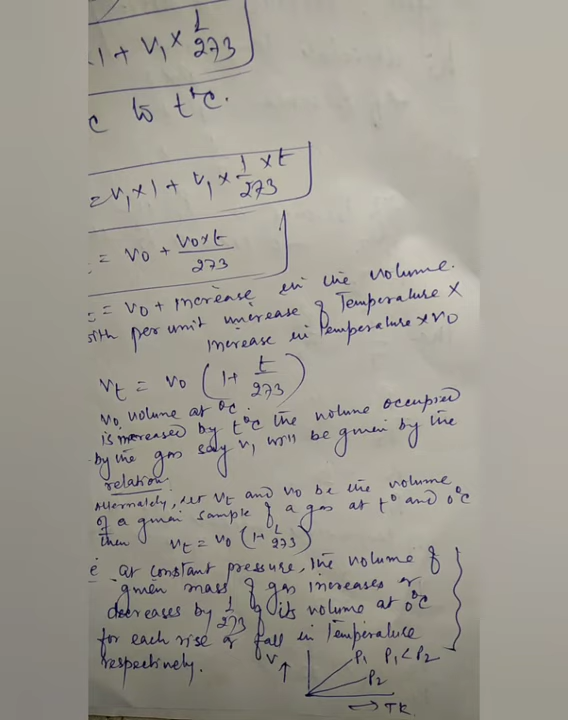 1 + V₁ × 1/273
c to t°c.
= V₁ × 1 + V₁ × 1/273 × t
= V₀ + V₀×t/273
= V₀ + increase in the volume.
with per unit increase of Temperature ×
increase in Temperature × V₀
Vt = V₀ (1 + t/273)
V₀ volume at 0°C
is increased by t°C the volume occupied
by the gas say V₁ will be given by the
relation.
Alternately, let Vt and V₀ be the volume
of a given sample of a gas at t° and 0°C
then Vt = V₀ (1+ t/273)
at constant pressure, the volume of
given mass of gas increases or
decreases by 1/273 of its volume at 0°C
for each rise or fall in Temperature
respectively.
V ↑ P₁ P₁<P₂
P₂
→ TK